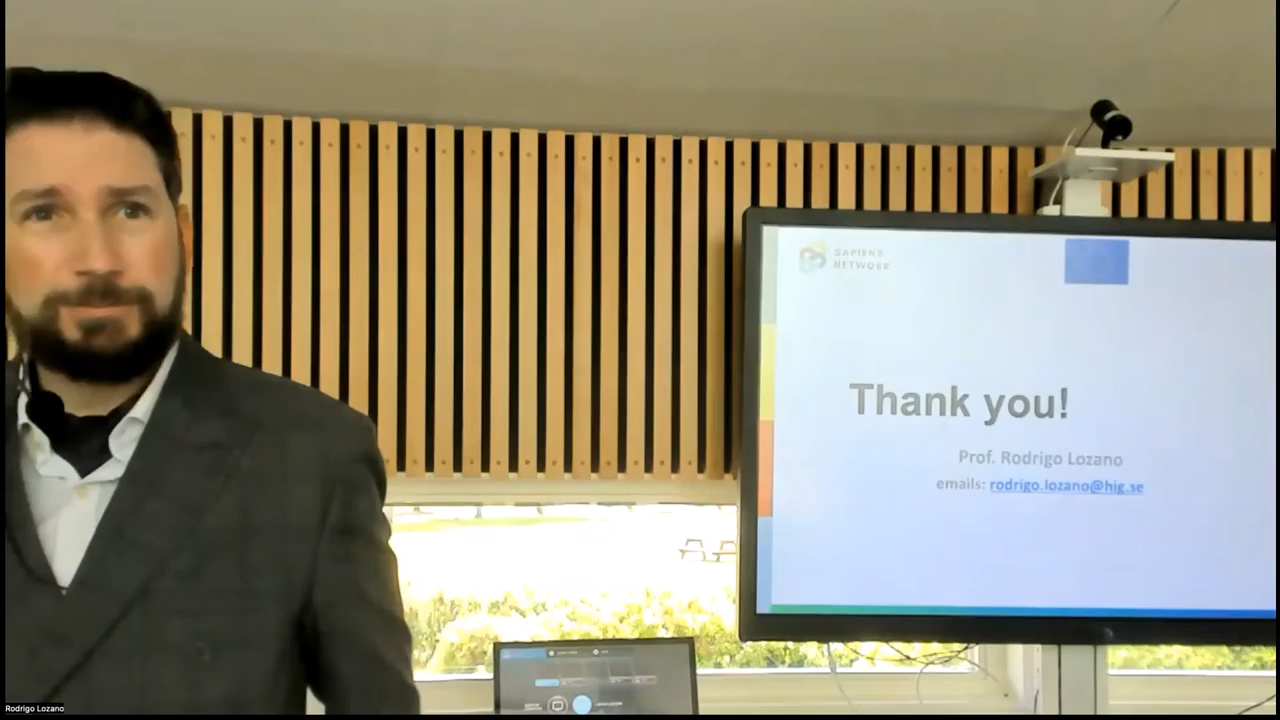 SAPIENS
NETWORK
Thank you!
Prof. Rodrigo Lozano
emails: rodrigo.lozano@hig.se
Rodrigo Lozano